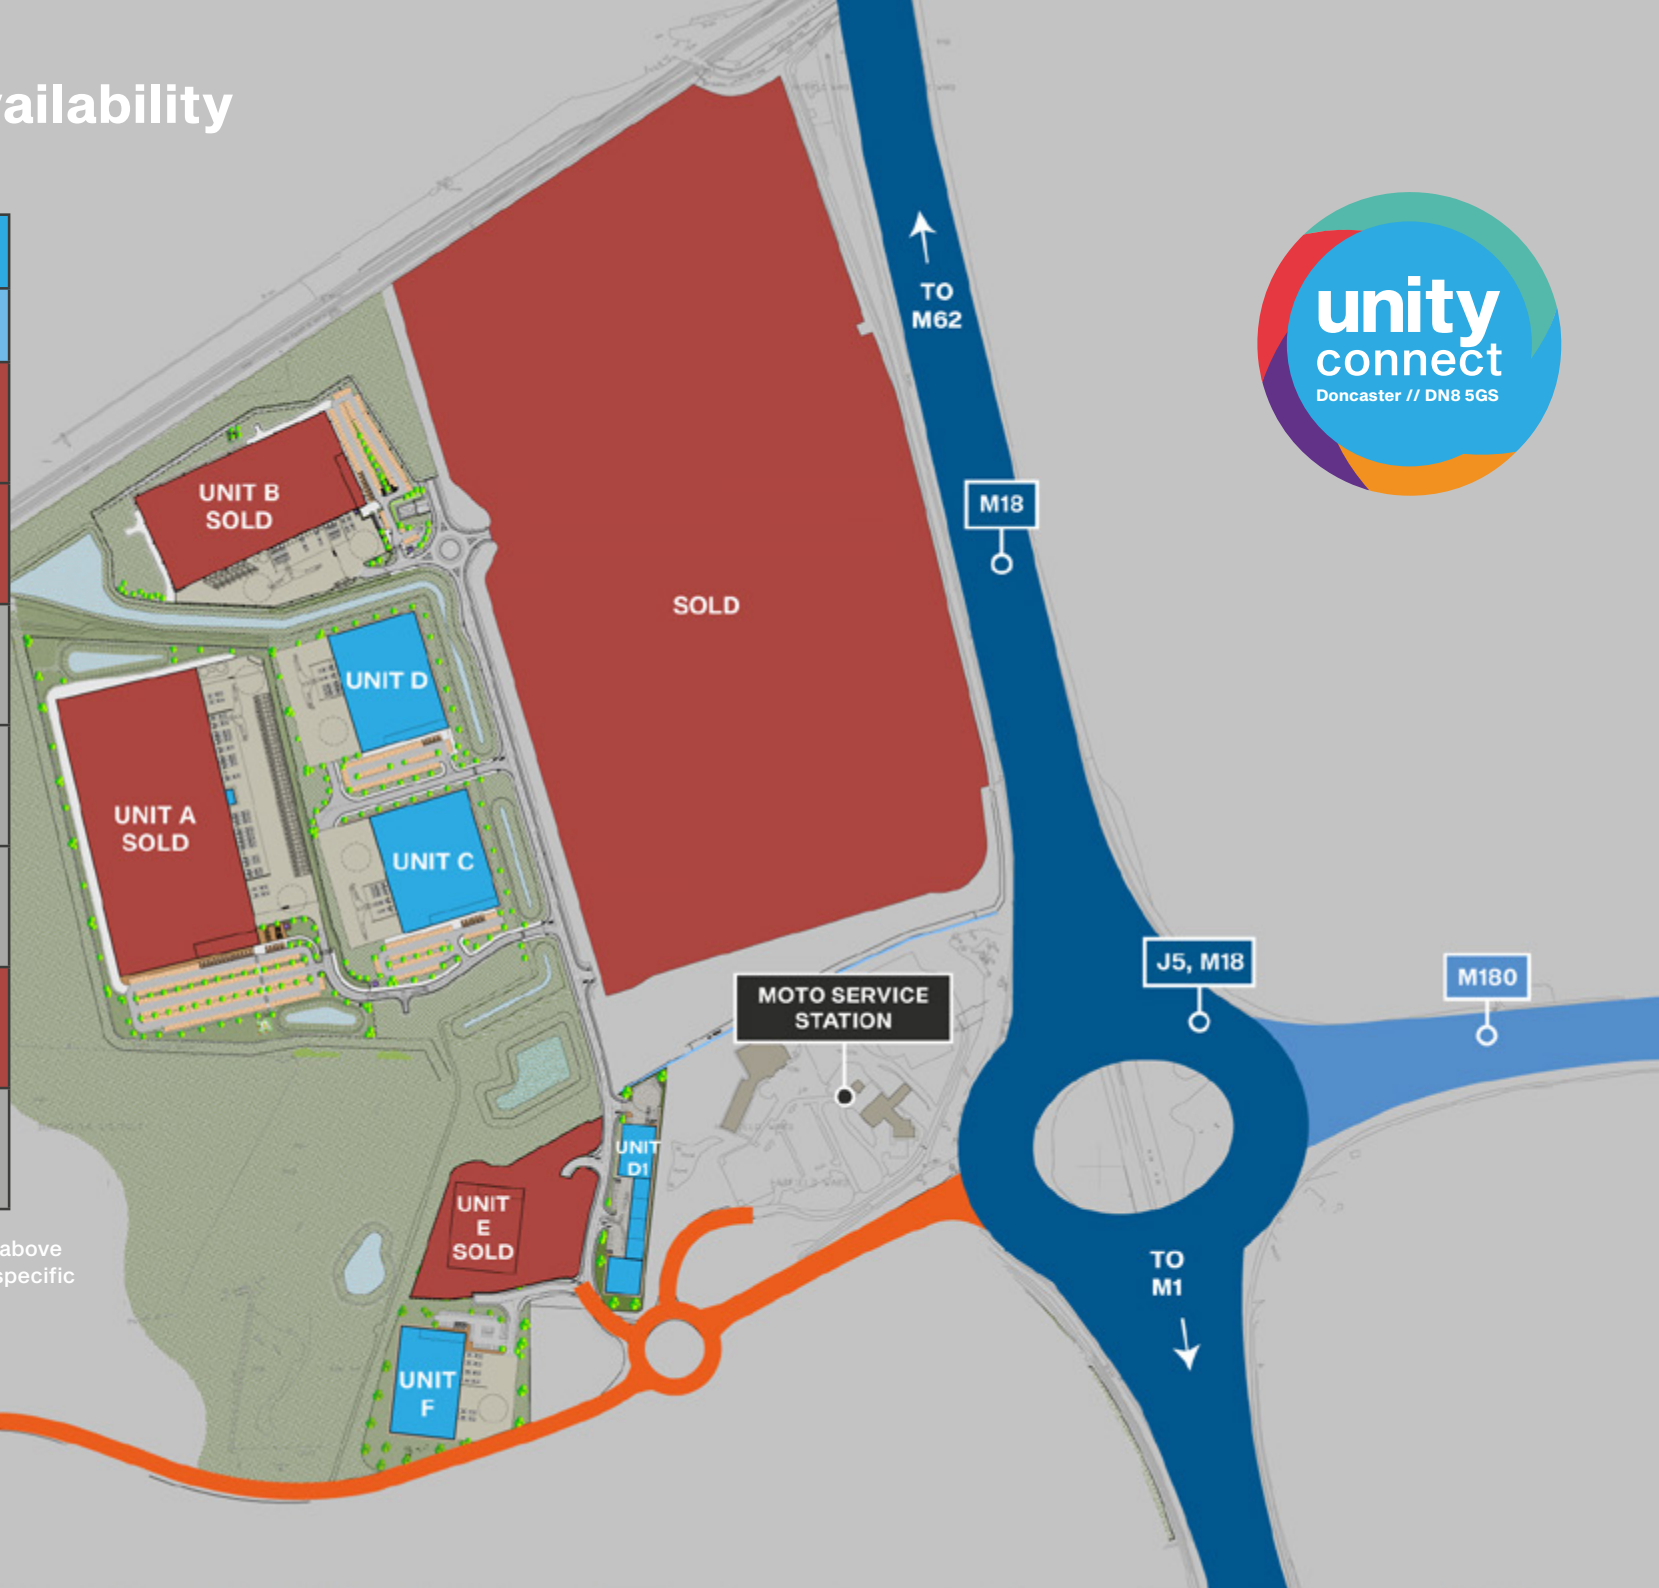 ailability
TO
M62
unity
connect
Doncaster // DN8 5GS
UNIT B
SOLD
M18
SOLD
UNIT D
UNIT A
SOLD
UNIT C
J5, M18
M180
MOTO SERVICE
STATION
UNIT
D1
UNIT
E
SOLD
above
specific
TO
M1
UNIT
F